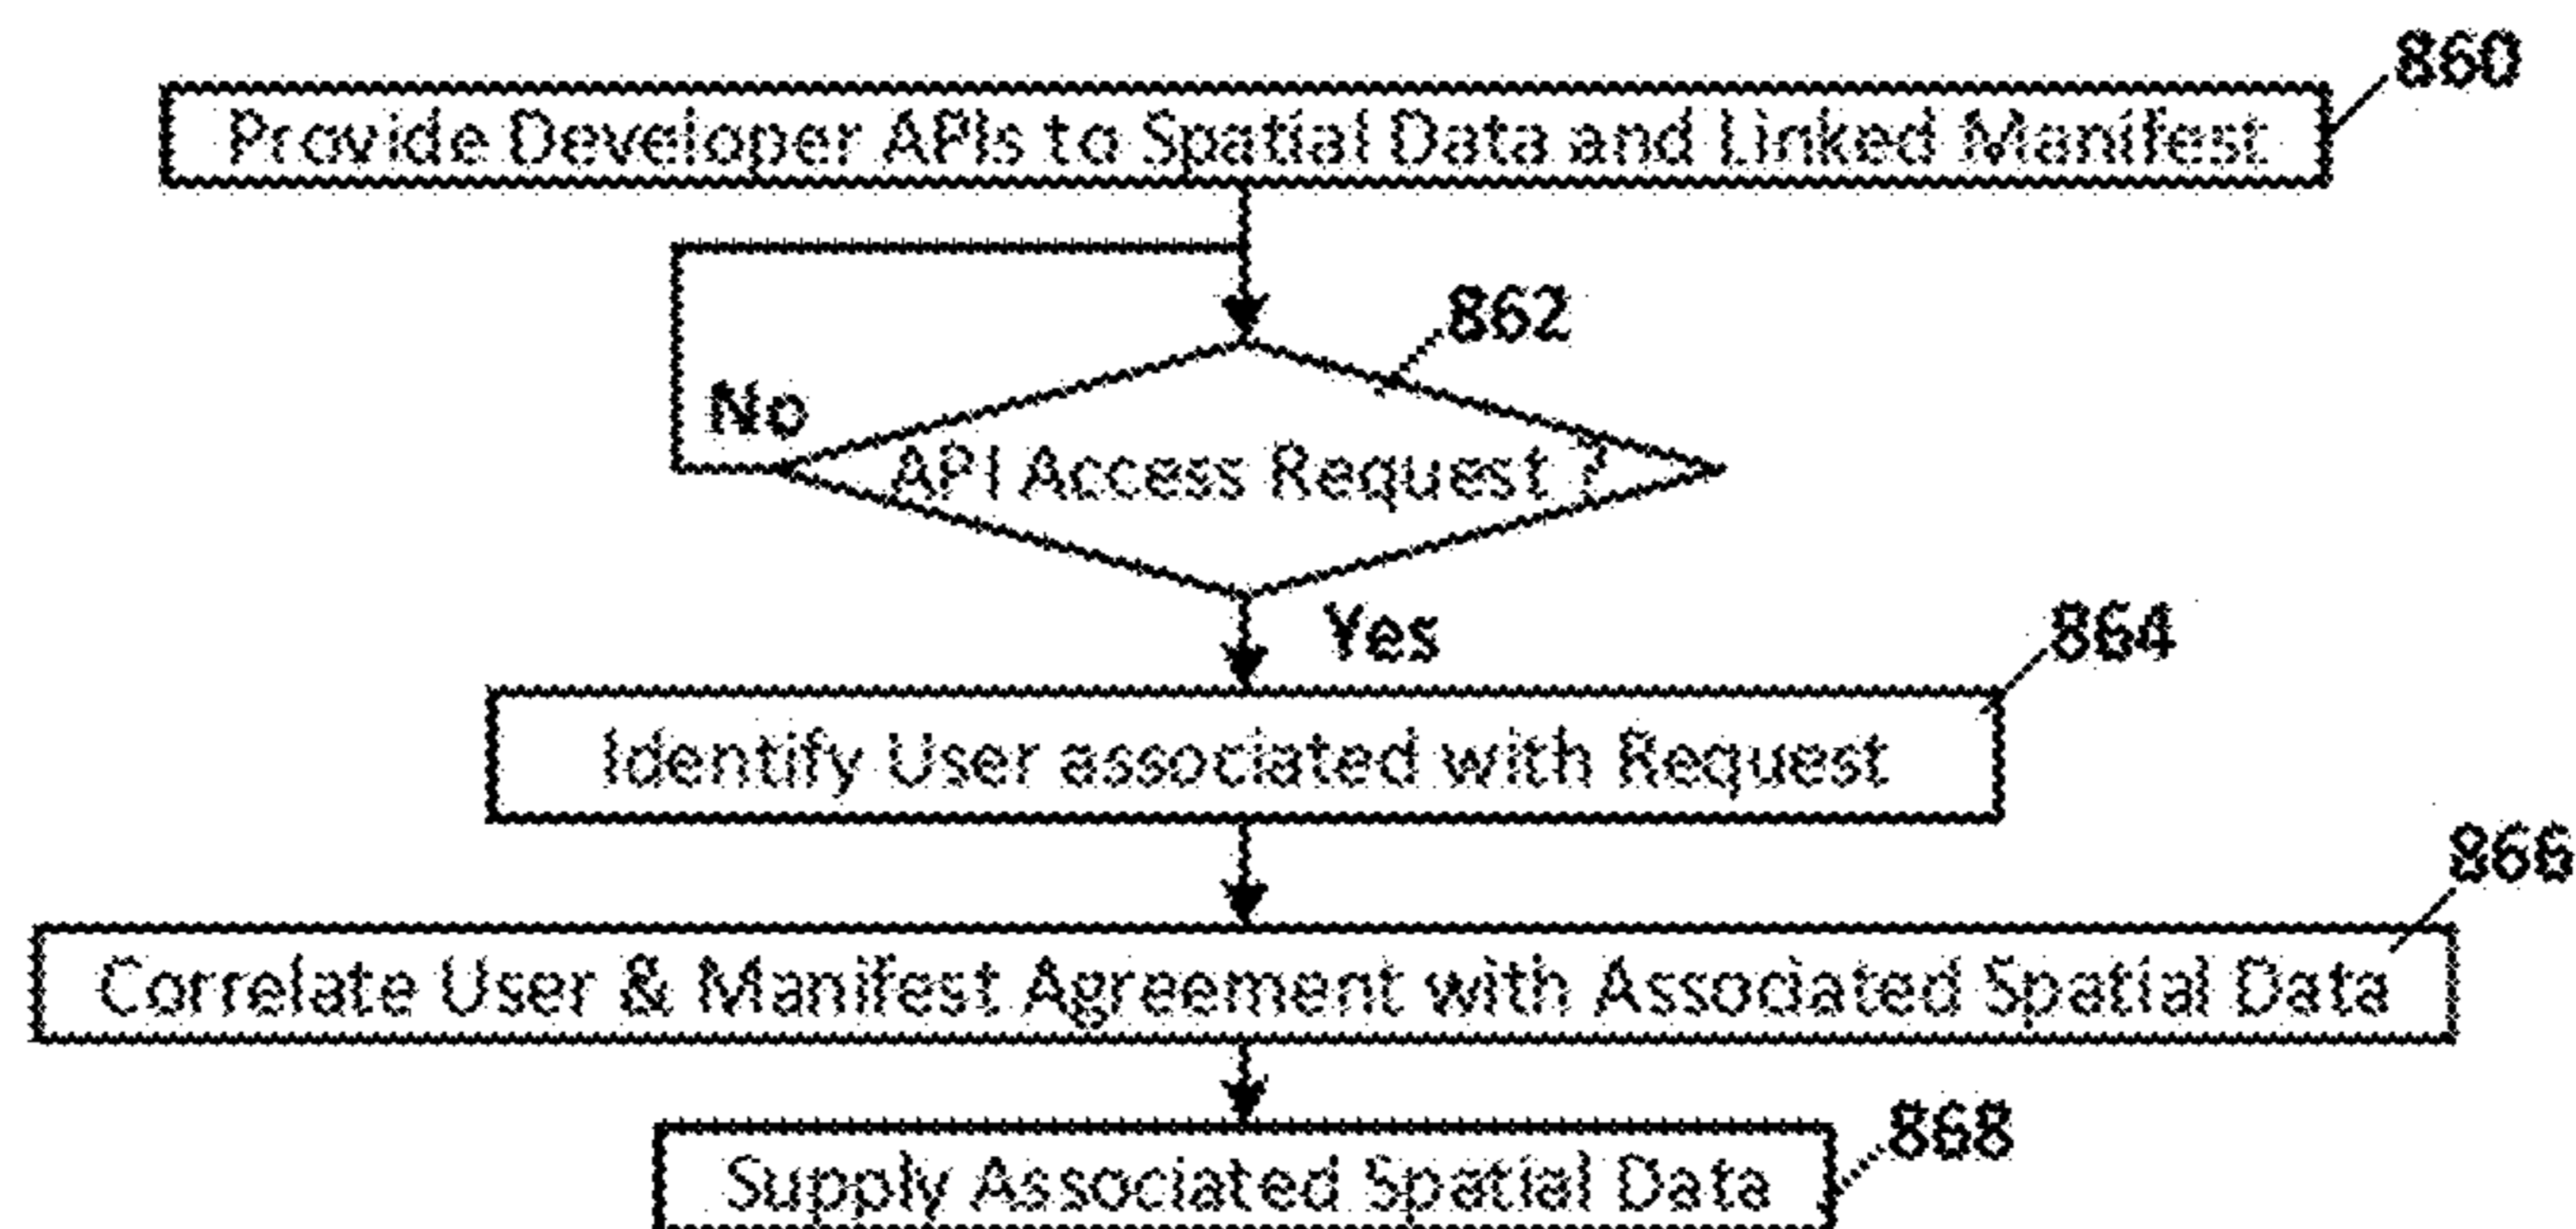 860
Provide Developer APIs to Spatial Data and Linked Manifest
862
No
API Access Request ?
Yes
864
Identify User associated with Request
866
Correlate User & Manifest Agreement with Associated Spatial Data
868
Supply Associated Spatial Data